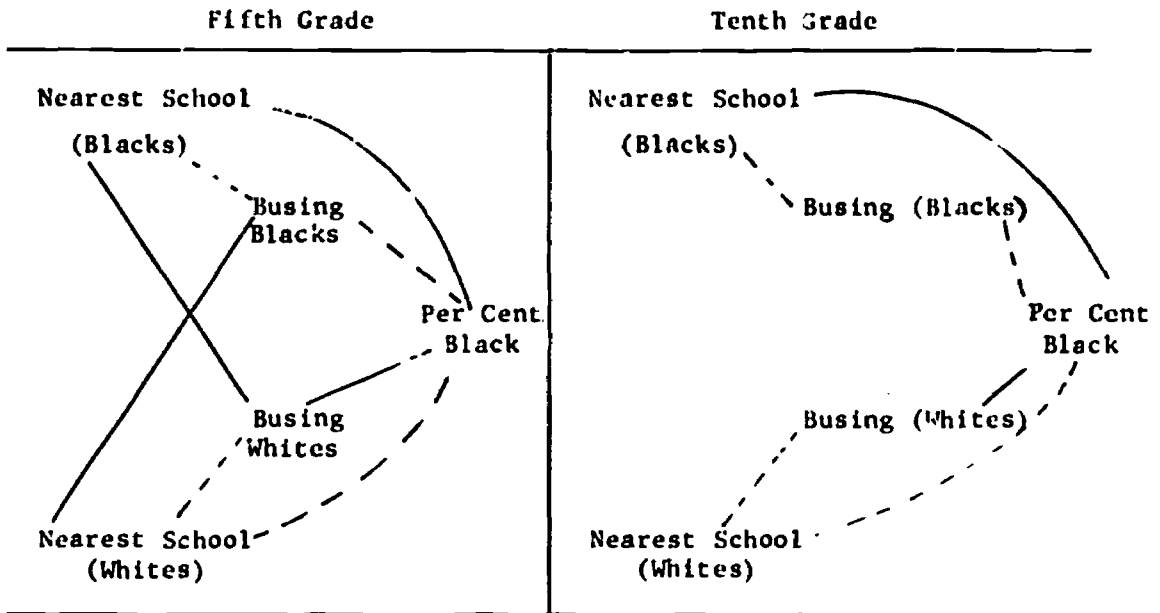 Fifth Grade
Nearest School
(Blacks)
Busing
Blacks
Per Cent
Black
Busing
Whites
Nearest School
(Whites)
Tenth Grade
Nearest School
(Blacks)
Busing (Blacks)
Per Cent
Black
Busing (Whites)
Nearest School
(Whites)